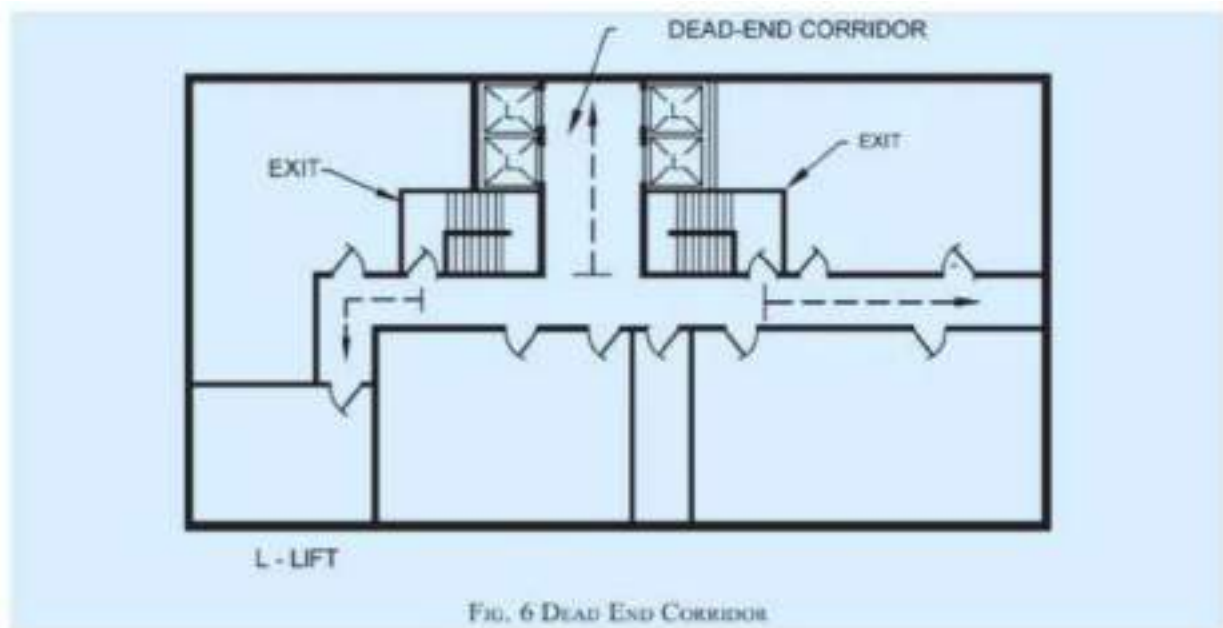 DEAD-END CORRIDOR
L
L
L
L
EXIT
EXIT
L - LIFT
FIG. 6 DEAD END CORRIDOR